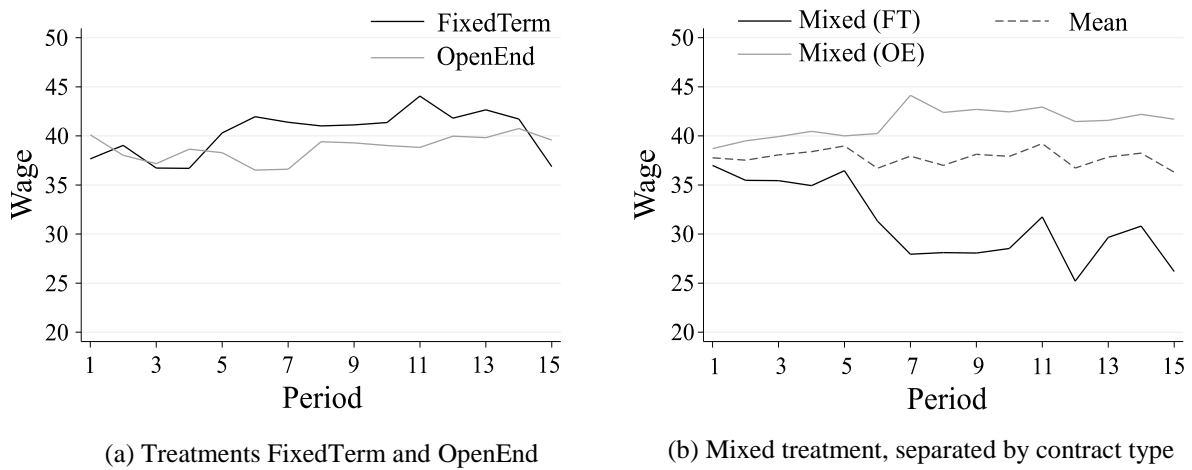 FixedTerm
OpenEnd
50
45
40
35
30
25
20
Wage
1 3 5 7 9 11 13 15
Period
(a) Treatments FixedTerm and OpenEnd
Mixed (FT) Mean
Mixed (OE)
50
45
40
35
30
25
20
Wage
1 3 5 7 9 11 13 15
Period
(b) Mixed treatment, separated by contract type